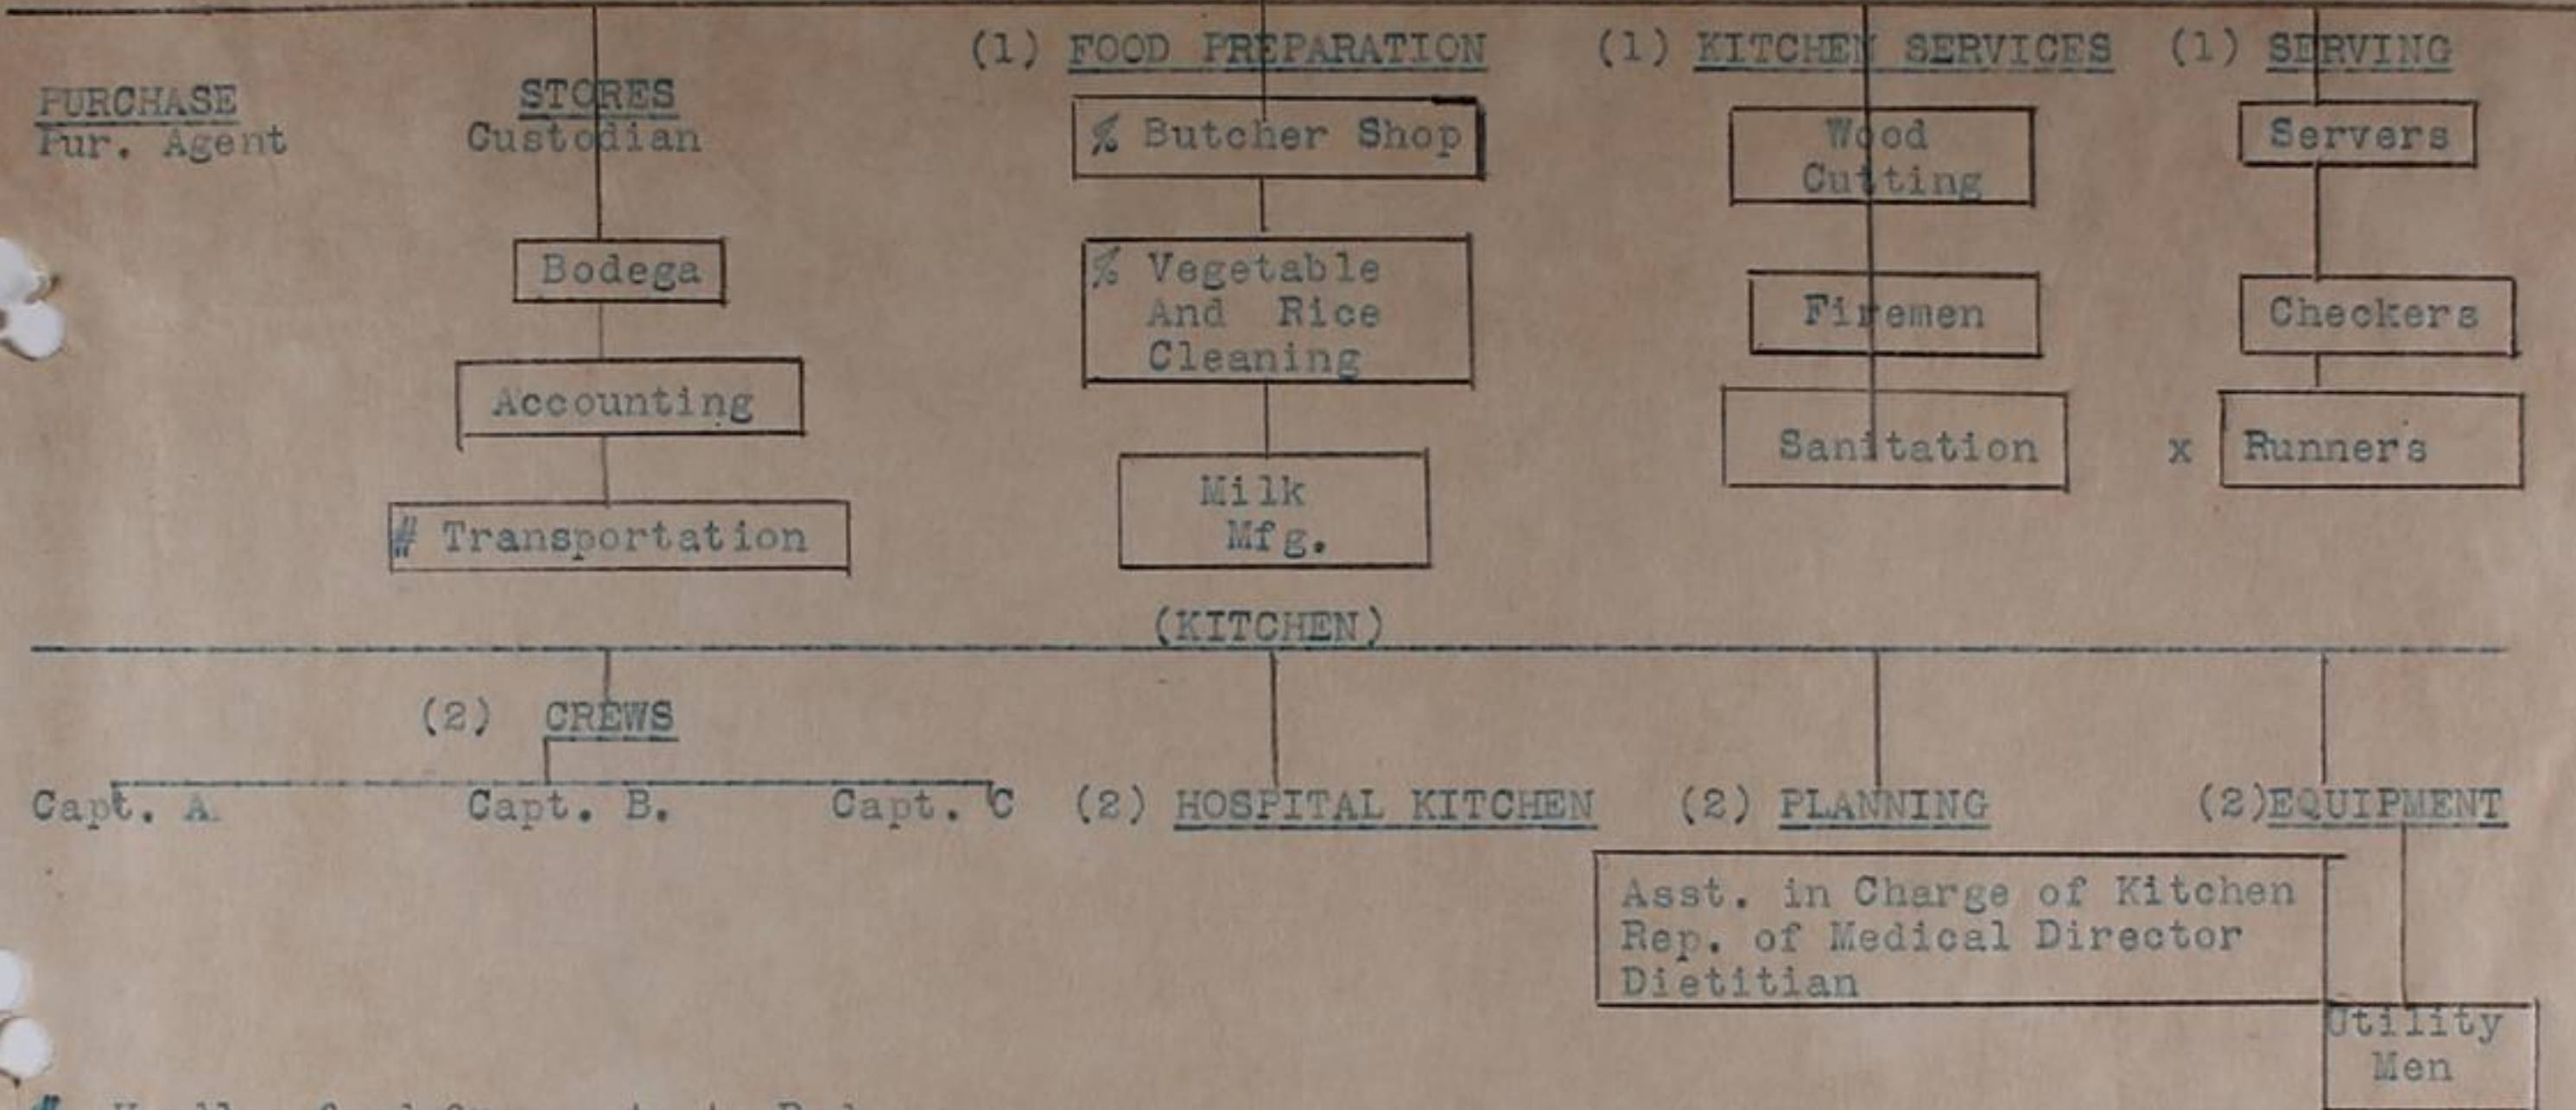 PURCHASE
Pur. Agent
STORES
Custodian
Bodega
Accounting
# Transportation
(1) FOOD PREPARATION
% Butcher Shop
% Vegetable
And Rice
Cleaning
Milk
Mfg.
(1) KITCHEN SERVICES
Wood
Cutting
Firemen
Sanitation
(1) SERVING
Servers
Checkers
x Runners
(KITCHEN)
(2) CREWS
Capt. A.
Capt. B.
Capt. C
(2) HOSPITAL KITCHEN
(2) PLANNING
Asst. in Charge of Kitchen
Rep. of Medical Director
Dietitian
(2)EQUIPMENT
Utility
Men
#